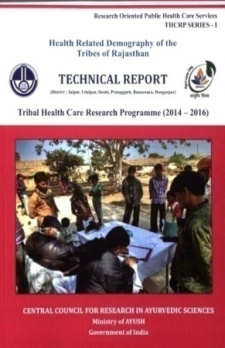 Research Oriented Public Health Care Services
THCRP SERIES - I
Health Related Demography of the
Tribes of Rajasthan
TECHNICAL REPORT
(District : Jaipur, Udaipur, Sirohi, Pratapgarh, Banaswara, Dungarpur)
Tribal Health Care Research Programme (2014 – 2016)
CENTRAL COUNCIL FOR RESEARCH IN AYURVEDIC SCIENCES
Ministry of AYUSH
Government of India